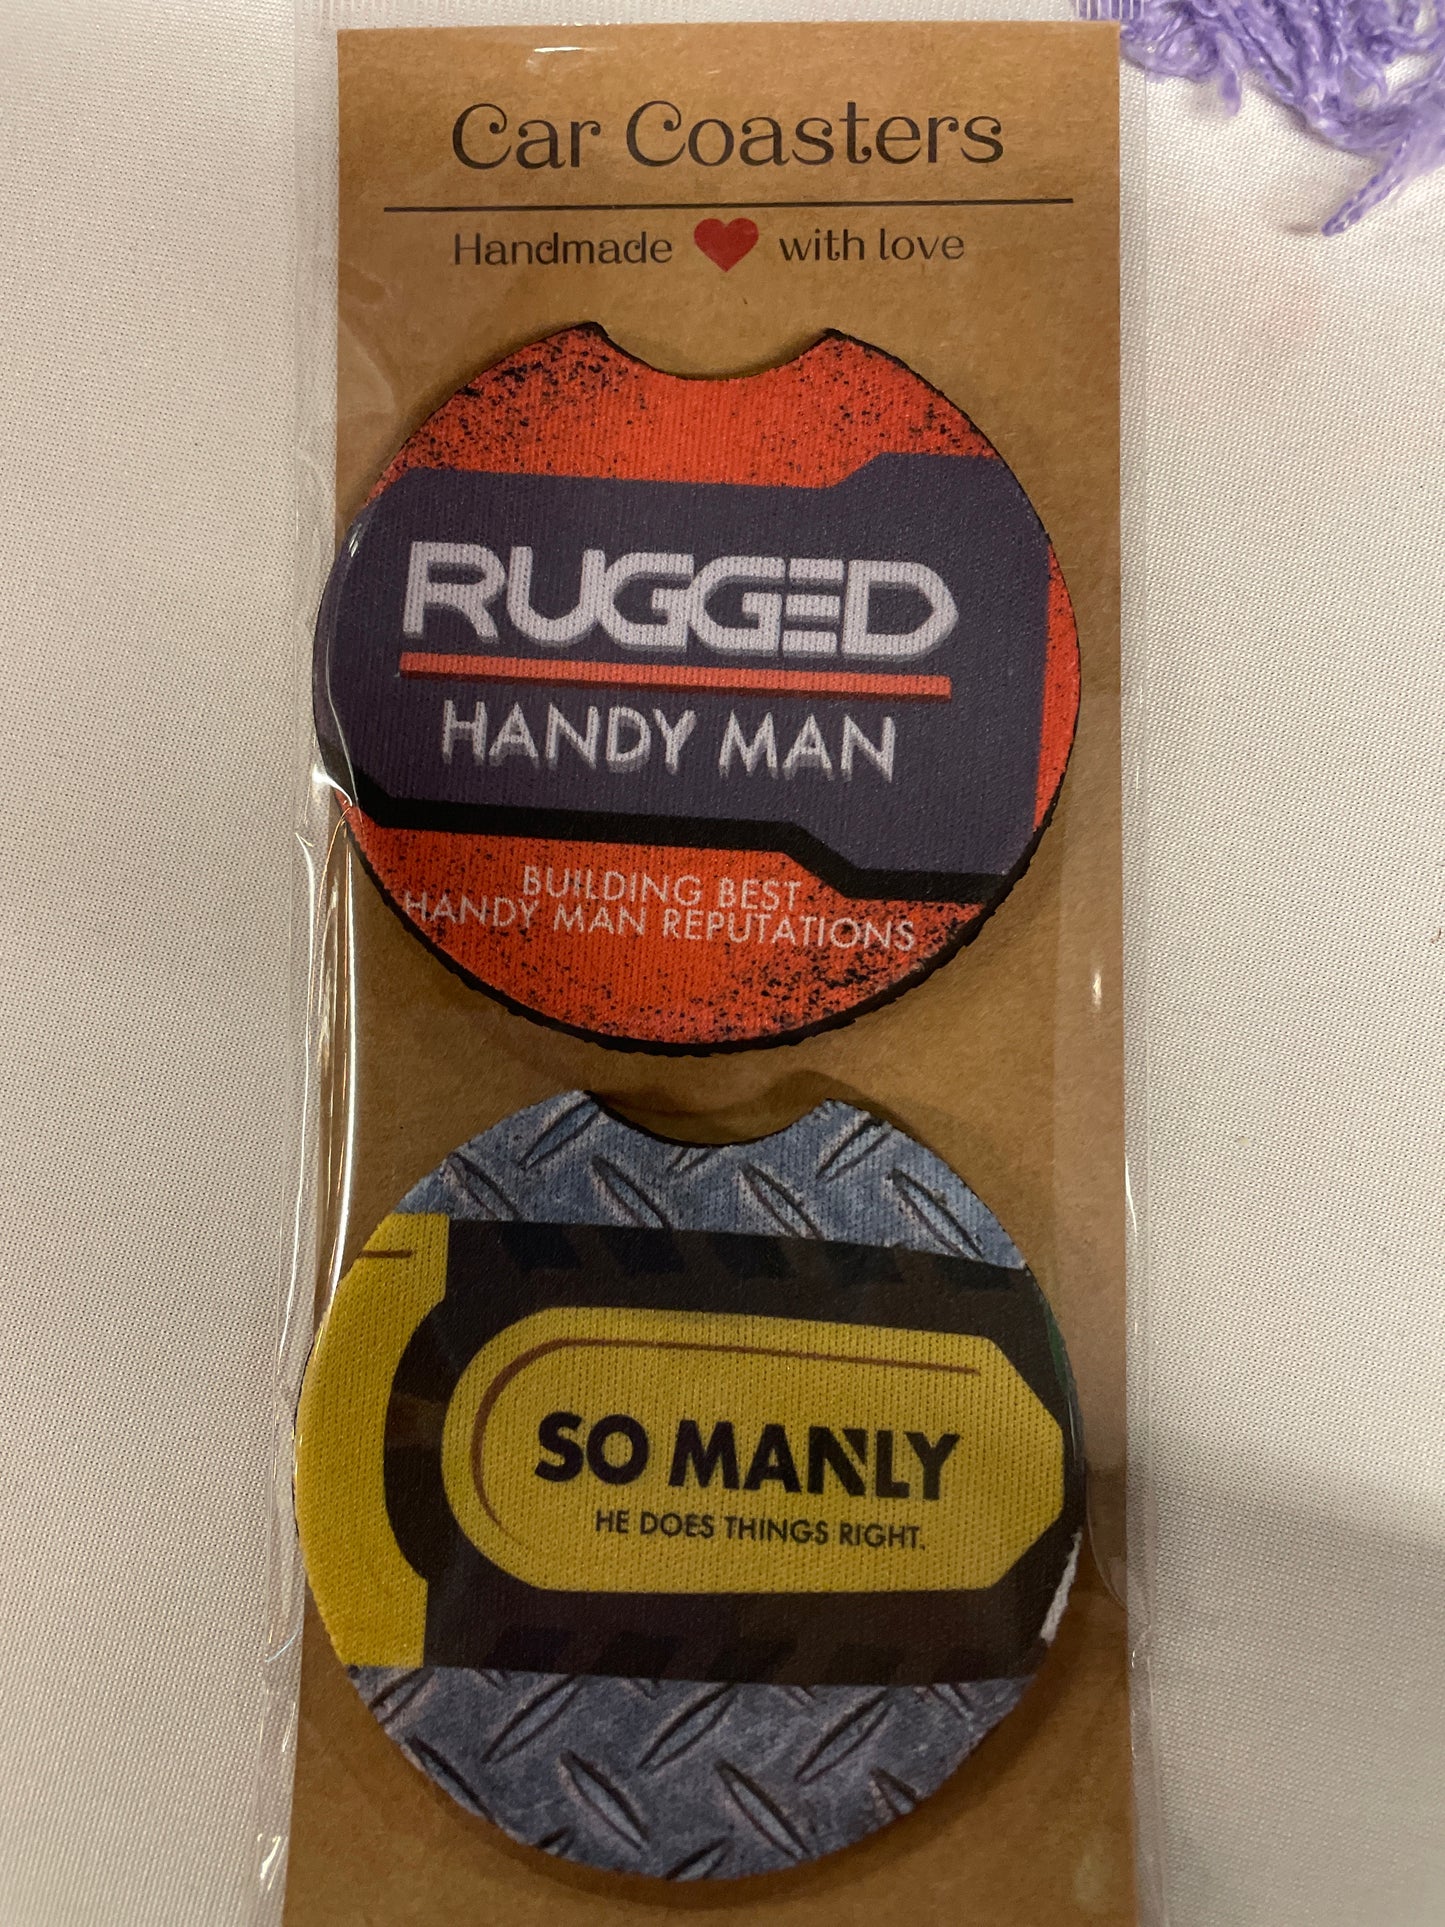 Car Coasters
Handmade with love
RUGGED
HANDY MAN
BUILDING BEST
HANDY MAN REPUTATIONS
SO MANLY
HE DOES THINGS RIGHT.